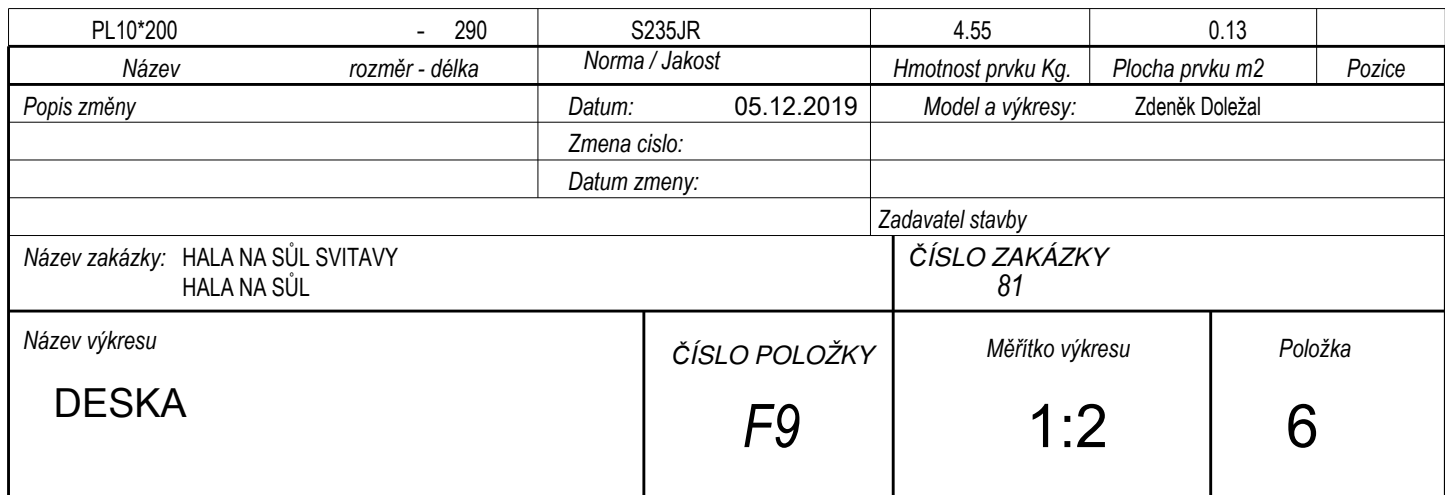 PL10*200 - 290 S235JR 4.55 0.13
Název rozměr - délka Norma / Jakost Hmotnost prvku Kg. Plocha prvku m2 Pozice
Popis změny Datum: 05.12.2019 Model a výkresy: Zdeněk Doležal
Zmena cislo:
Datum zmeny:
Zadavatel stavby
Název zakázky: HALA NA SŮL SVITAVY ČÍSLO ZAKÁZKY
HALA NA SŮL 81
Název výkresu ČÍSLO POLOŽKY Měřítko výkresu Položka
DESKA F9 1:2 6